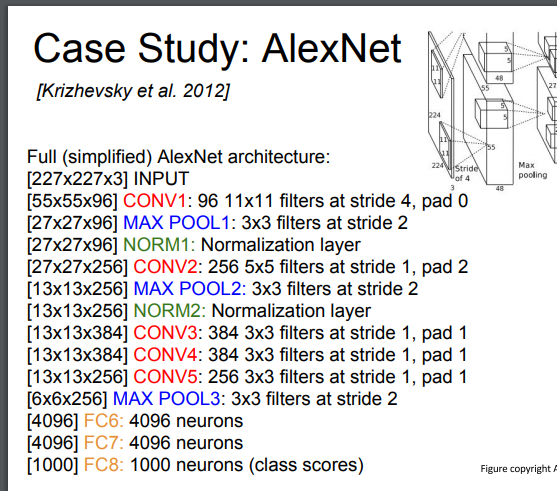 Case Study: AlexNet
[Krizhevsky et al. 2012]
Full (simplified) AlexNet architecture:
[227x227x3] INPUT
[55x55x96] CONV1: 96 11x11 filters at stride 4, pad 0
[27x27x96] MAX POOL1: 3x3 filters at stride 2
[27x27x96] NORM1: Normalization layer
[27x27x256] CONV2: 256 5x5 filters at stride 1, pad 2
[13x13x256] MAX POOL2: 3x3 filters at stride 2
[13x13x256] NORM2: Normalization layer
[13x13x384] CONV3: 384 3x3 filters at stride 1, pad 1
[13x13x384] CONV4: 384 3x3 filters at stride 1, pad 1
[13x13x256] CONV5: 256 3x3 filters at stride 1, pad 1
[6x6x256] MAX POOL3: 3x3 filters at stride 2
[4096] FC6: 4096 neurons
[4096] FC7: 4096 neurons
[1000] FC8: 1000 neurons (class scores)
11
11
224
11
11
224
3
Stride
of 4
55
48
5
5
55
5
5
48
Max
pooling
27
Figure copyright A